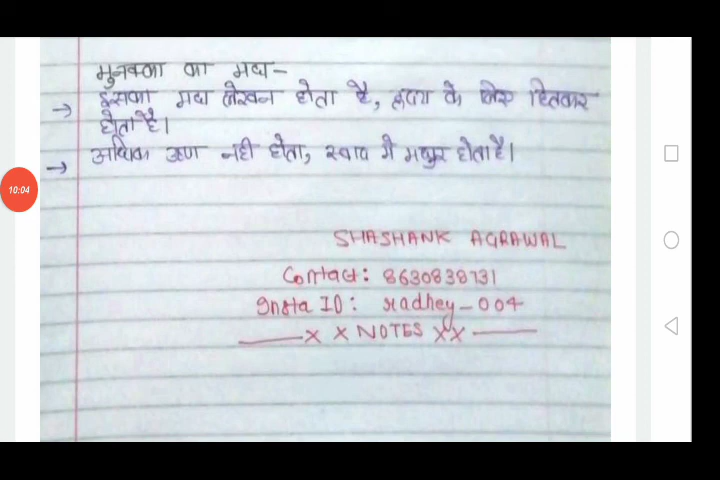 मुनक्का का मद्य-
→ इसका मद्य लेखन होता है, हृदय के लिए हितकर
होता है।
→ अधिक उष्ण नही होता, स्वाद मे मधुर होता है।
10:04
SHASHANK AGRAWAL
Contact: 8630838731
Insta ID: radhey_004
x x NOTES xx